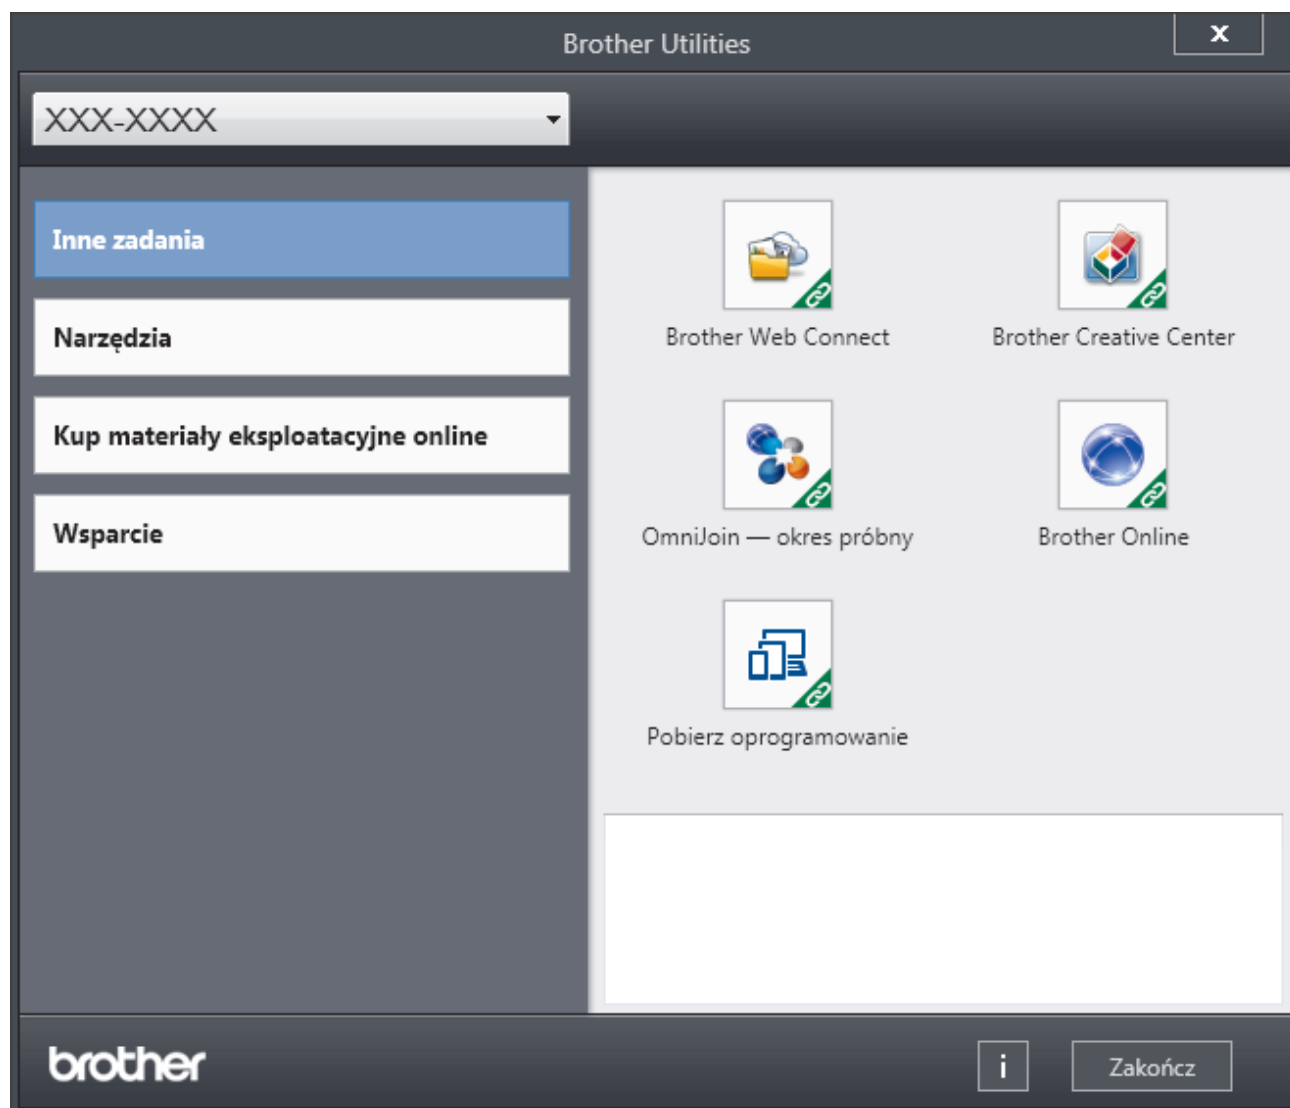 Brother Utilities
x
XXX-XXXX
Inne zadania
Narzędzia
Kup materiały eksploatacyjne online
Wsparcie
Brother Web Connect
Brother Creative Center
OmniJoin — okres próbny
Brother Online
Pobierz oprogramowanie
brother
i
Zakończ